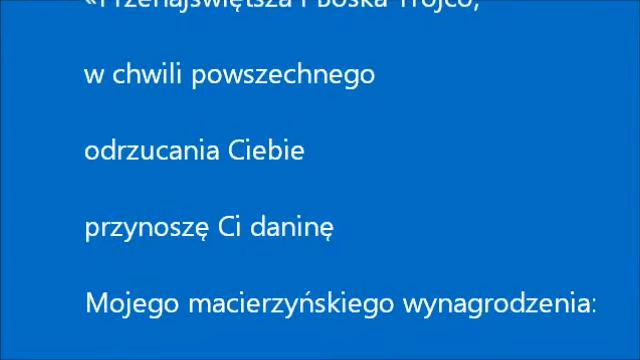 «Przenajświętsza i Boska Trójco,
w chwili powszechnego
odrzucania Ciebie
przynoszę Ci daninę
Mojego macierzyńskiego wynagrodzenia: